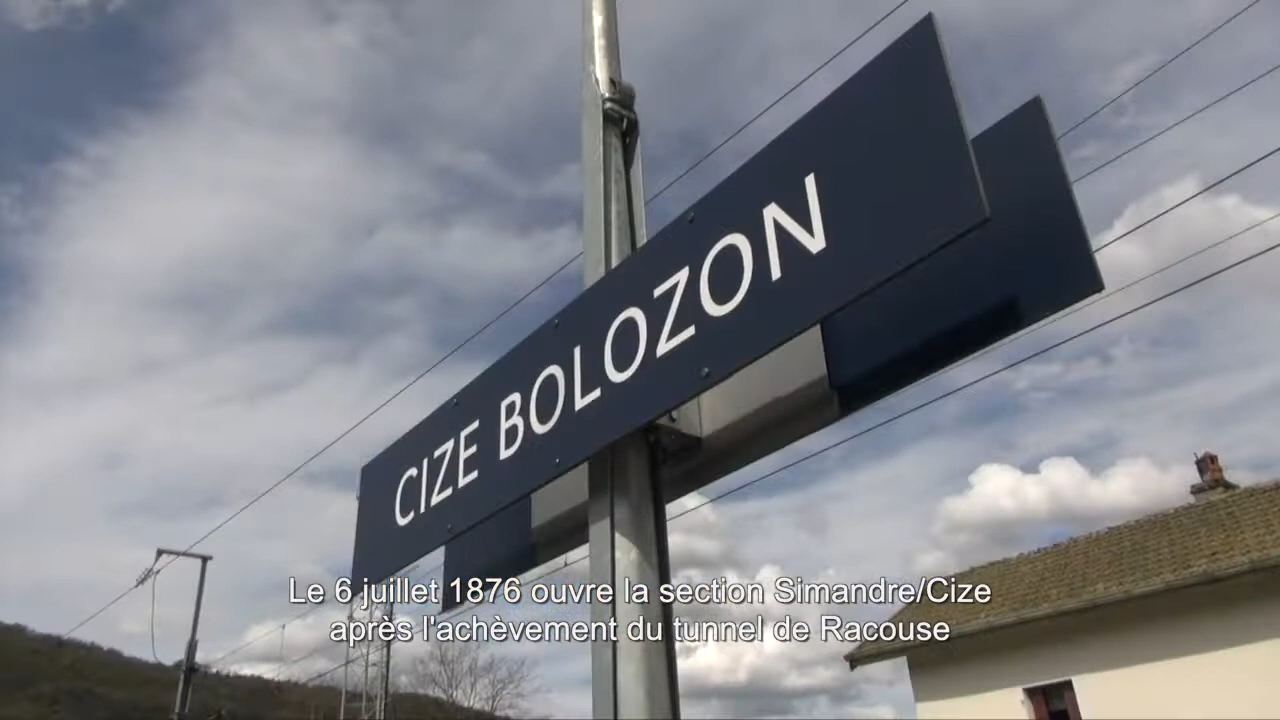 CIZE BOLOZON
Le 6 juillet 1876 ouvre la section Simandre/Cize
après l'achèvement du tunnel de Racouse